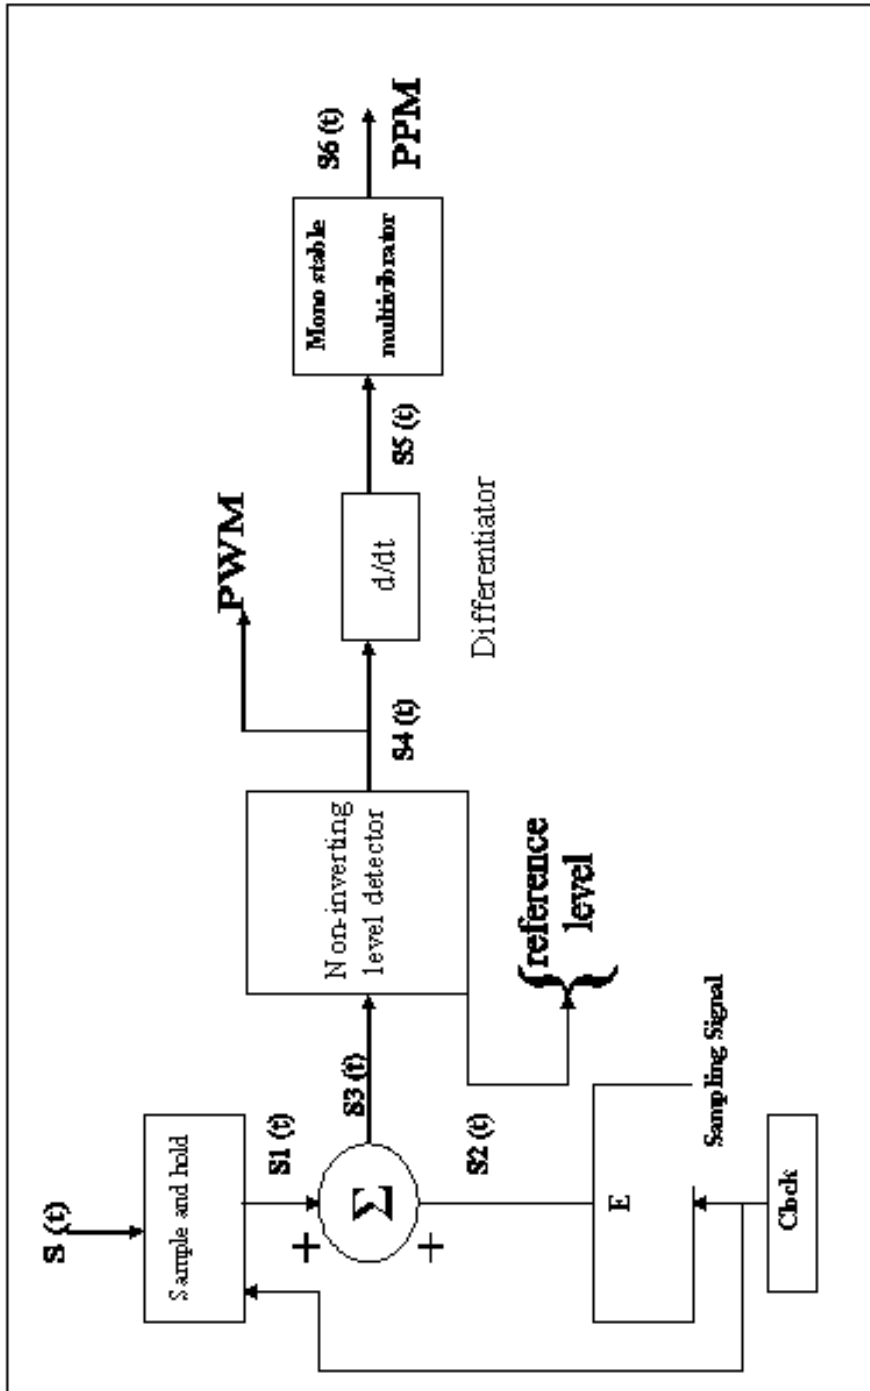 S (t)
Sample and hold
S1 (t)
+
Σ
+
S2 (t)
E
Sampling Signal
Clock
S3 (t)
Non-inverting
level detector
{reference
level}
S4 (t)
PWM
d/dt
Differentiator
S5 (t)
Mono stable
multivibrator
S6 (t)
PPM